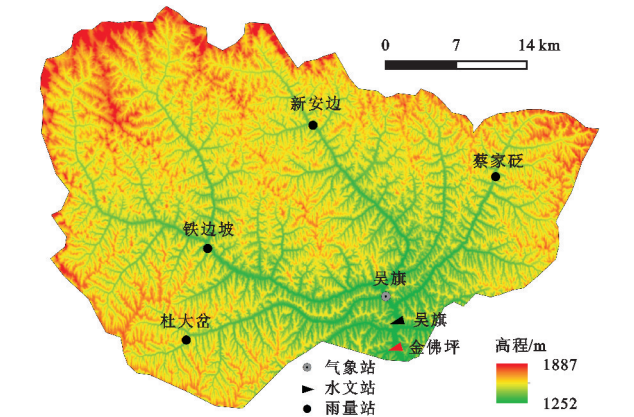 0 7 14 km
新安边
蔡家砭
铁边坡
吴旗
杜大岔
吴旗
金佛坪
高程/m
1887
1252
气象站
水文站
雨量站